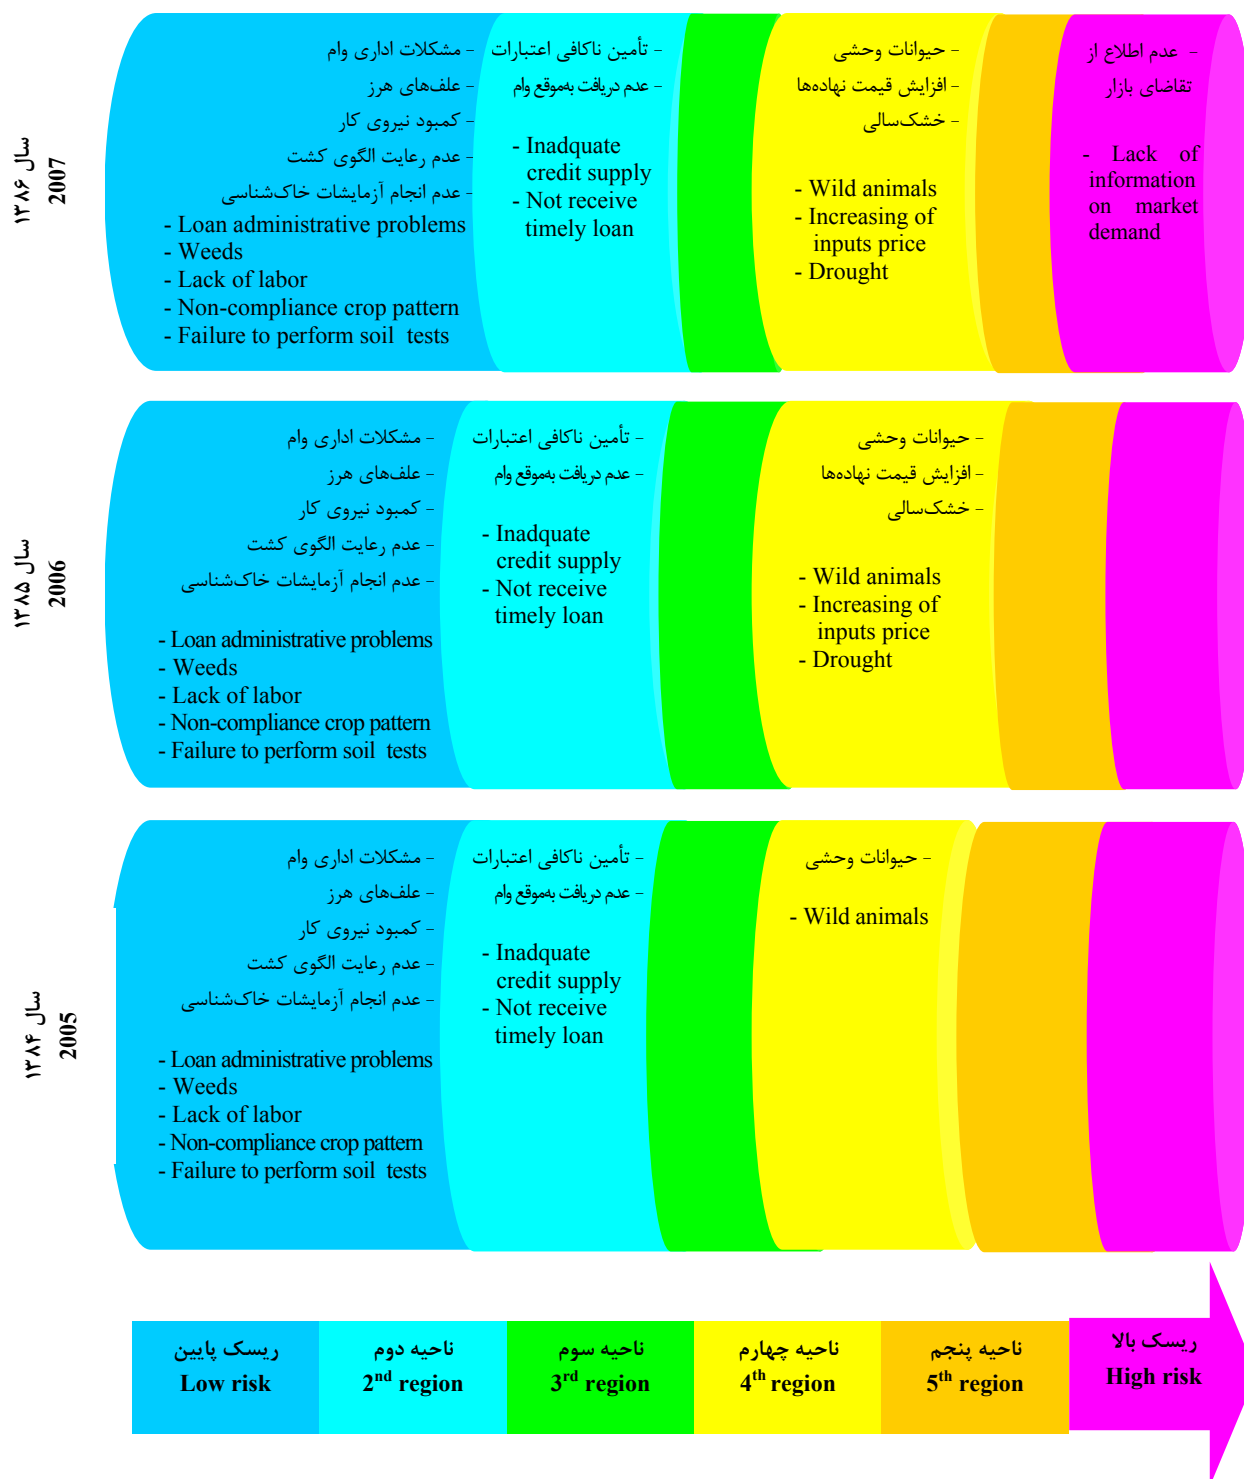 سال ۱۳۸۶
2007
- مشکلات اداری وام
- علف‌های هرز
- کمبود نیروی کار
- عدم رعایت الگوی کشت
- عدم انجام آزمایشات خاک‌شناسی
- Loan administrative problems
- Weeds
- Lack of labor
- Non-compliance crop pattern
- Failure to perform soil tests
- تأمین ناکافی اعتبارات
- عدم دریافت به‌موقع وام
- Inadquate
credit supply
- Not receive
timely loan
- حیوانات وحشی
- افزایش قیمت نهاده‌ها
- خشک‌سالی
- Wild animals
- Increasing of
inputs price
- Drought
- عدم اطلاع از
تقاضای بازار
- Lack of
information
on market
demand
سال ۱۳۸۵
2006
- مشکلات اداری وام
- علف‌های هرز
- کمبود نیروی کار
- عدم رعایت الگوی کشت
- عدم انجام آزمایشات خاک‌شناسی
- Loan administrative problems
- Weeds
- Lack of labor
- Non-compliance crop pattern
- Failure to perform soil tests
- تأمین ناکافی اعتبارات
- عدم دریافت به‌موقع وام
- Inadquate
credit supply
- Not receive
timely loan
- حیوانات وحشی
- افزایش قیمت نهاده‌ها
- خشک‌سالی
- Wild animals
- Increasing of
inputs price
- Drought
سال ۱۳۸۴
2005
- مشکلات اداری وام
- علف‌های هرز
- کمبود نیروی کار
- عدم رعایت الگوی کشت
- عدم انجام آزمایشات خاک‌شناسی
- Loan administrative problems
- Weeds
- Lack of labor
- Non-compliance crop pattern
- Failure to perform soil tests
- تأمین ناکافی اعتبارات
- عدم دریافت به‌موقع وام
- Inadquate
credit supply
- Not receive
timely loan
- حیوانات وحشی
- Wild animals
ریسک پایین
Low risk
ناحیه دوم
2nd region
ناحیه سوم
3rd region
ناحیه چهارم
4th region
ناحیه پنجم
5th region
ریسک بالا
High risk